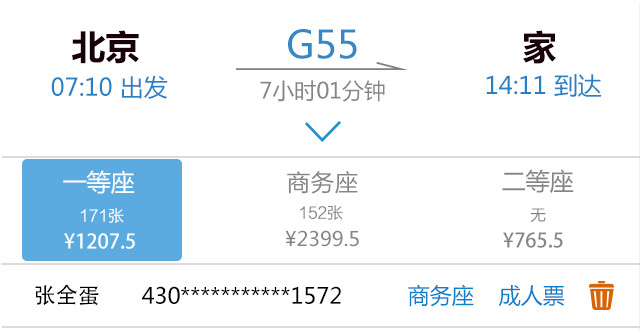 北京 G55 家
07:10 出发 7小时01分钟 14:11 到达
一等座 商务座 二等座
171张 152张 无
¥1207.5 ¥2399.5 ¥765.5
张全蛋 430***********1572 商务座 成人票